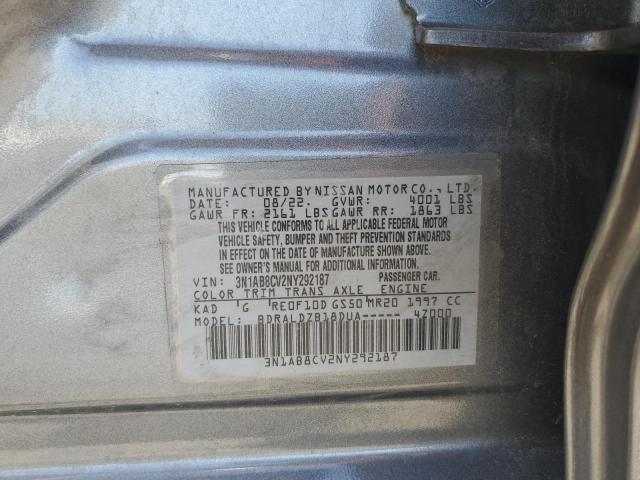 MANUFACTURED BY NISSAN MOTOR CO., LTD.
DATE: 08/22. GVWR: 4001 LBS
GAWR FR: 2161 LBS GAWR RR: 1863 LBS
THIS VEHICLE CONFORMS TO ALL APPLICABLE FEDERAL MOTOR
VEHICLE SAFETY, BUMPER AND THEFT PREVENTION STANDARDS
IN EFFECT ON THE DATE OF MANUFACTURE SHOWN ABOVE.
SEE OWNER'S MANUAL FOR ADDITIONAL INFORMATION.
VIN: 3N1AB8CV2NY292187 PASSENGER CAR.
COLOR TRIM TRANS AXLE ENGINE
KAD G RE0F10D GS50 MR20 1997 CC
MODEL: BDRALDZB18DUA----- 4Z000
3N1AB8CV2NY292187